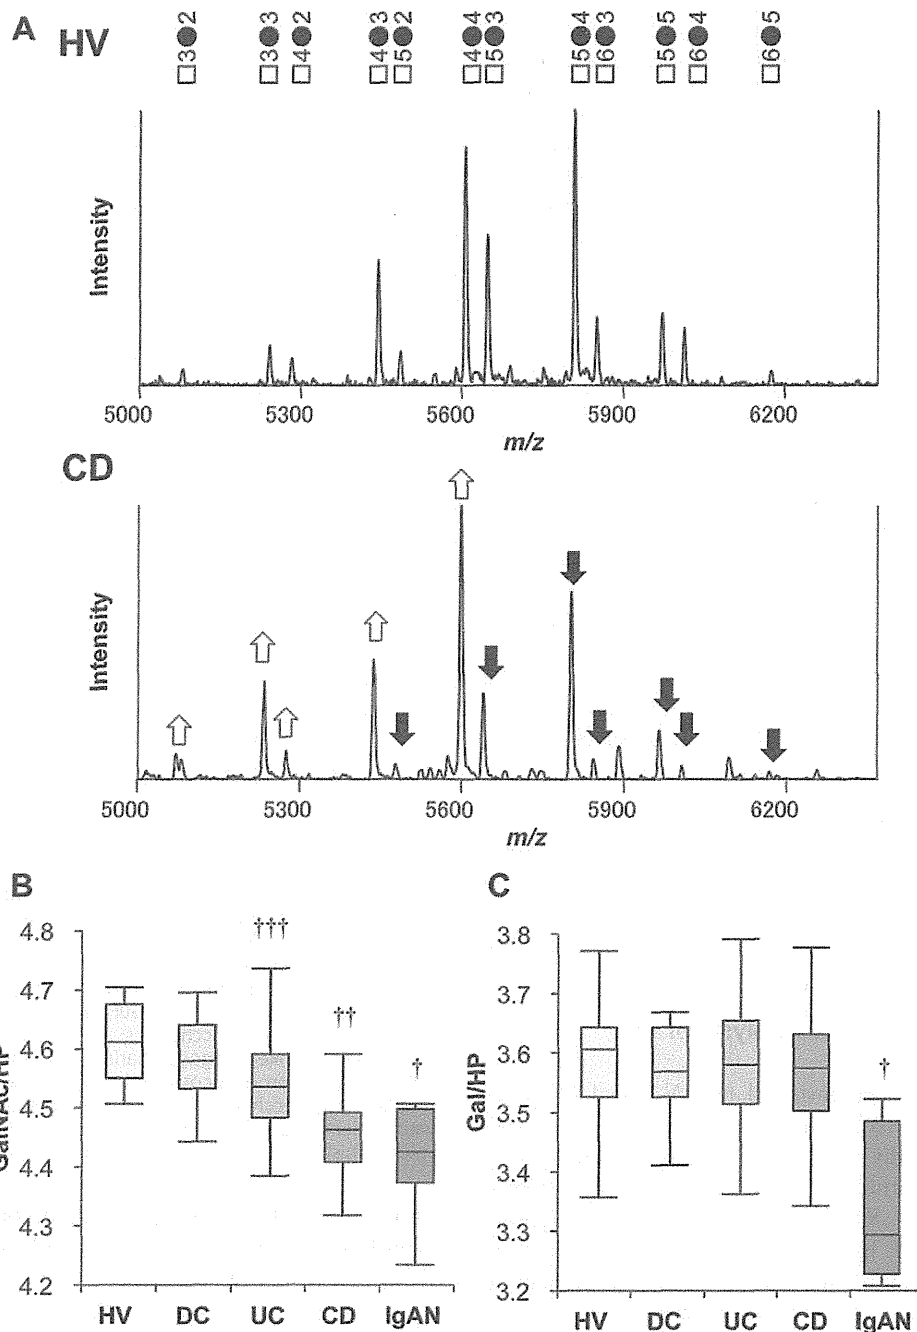 A
HV
□3●2
□3●3
□4●2
□4●3
□5●2
□4●4
□5●3
□5●4
□6●3
□5●5
□6●4
□6●5
Intensity
5000 5300 5600 5900 6200
m/z
CD
Intensity
5000 5300 5600 5900 6200
m/z
B
GalNAc/HP
4.8
4.7
4.6
4.5
4.4
4.3
4.2
†††
††
†
HV DC UC CD IgAN
C
Gal/HP
3.8
3.7
3.6
3.5
3.4
3.3
3.2
†
HV DC UC CD IgAN